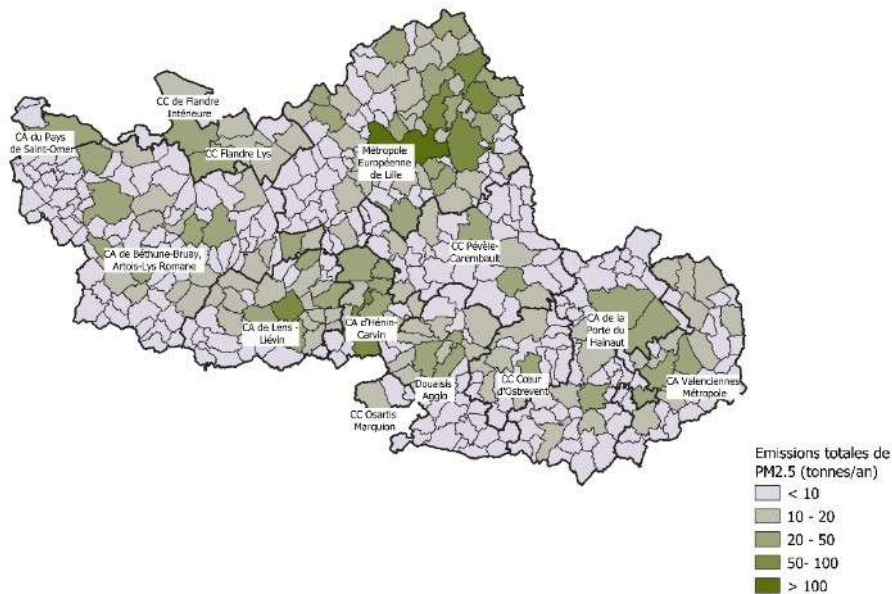 CC de Flandre
Intérieure
CA du Pays
de Saint-Omer
CC Flandre Lys
Métropole
Européenne
de Lille
CC Pévèle-
Carembault
CA de Béthune-Bruay,
Artois-Lys Romane
CA de Lens -
Liévin
CA d'Hénin-
Carvin
CA de la
Porte du
Hainaut
CC Cœur
d'Ostrevent
Douaisis
Agglo
CA Valenciennes
Métropole
CC Osartis
Marquion
Emissions totales de
PM2.5 (tonnes/an)
< 10
10 - 20
20 - 50
50- 100
> 100